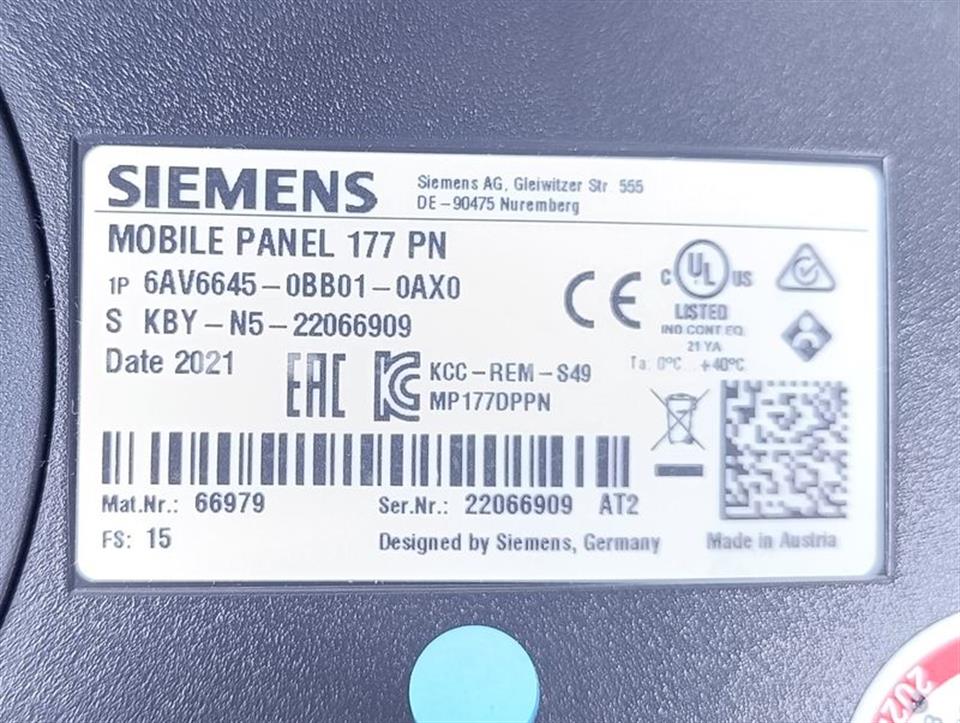 SIEMENS
Siemens AG, Gleiwitzer Str. 555
DE-90475 Nuremberg
MOBILE PANEL 177 PN
1P 6AV6645-0BB01-0AX0
S KBY-N5-22066909
Date 2021
CE
C UL US
LISTED
IND CONT EQ
21 YA
Ta: 0°C...+40°C
EAC
KCC-REM-S49
MP177DPPN
Mat.Nr.: 66979
Ser.Nr.: 22066909 AT2
FS: 15
Designed by Siemens, Germany
Made in Austria